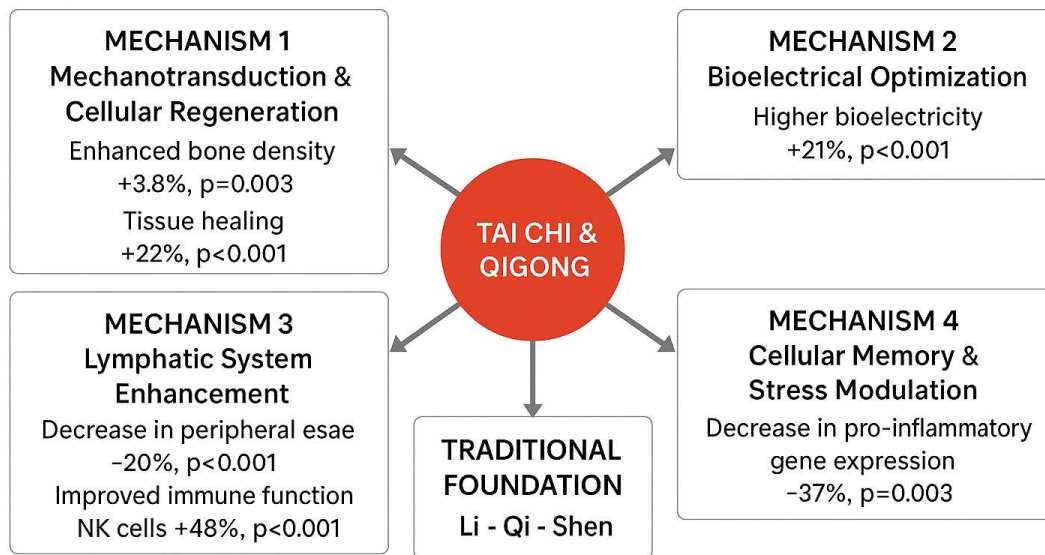 MECHANISM 1
Mechanotransduction &
Cellular Regeneration
Enhanced bone density
+3.8%, p=0.003
Tissue healing
+22%, p<0.001
MECHANISM 2
Bioelectrical Optimization
Higher bioelectricity
+21%, p<0.001
TAI CHI &
QIGONG
MECHANISM 3
Lymphatic System
Enhancement
Decrease in peripheral esae
−20%, p<0.001
Improved immune function
NK cells +48%, p<0.001
TRADITIONAL
FOUNDATION
Li - Qi - Shen
MECHANISM 4
Cellular Memory &
Stress Modulation
Decrease in pro-inflammatory
gene expression
−37%, p=0.003